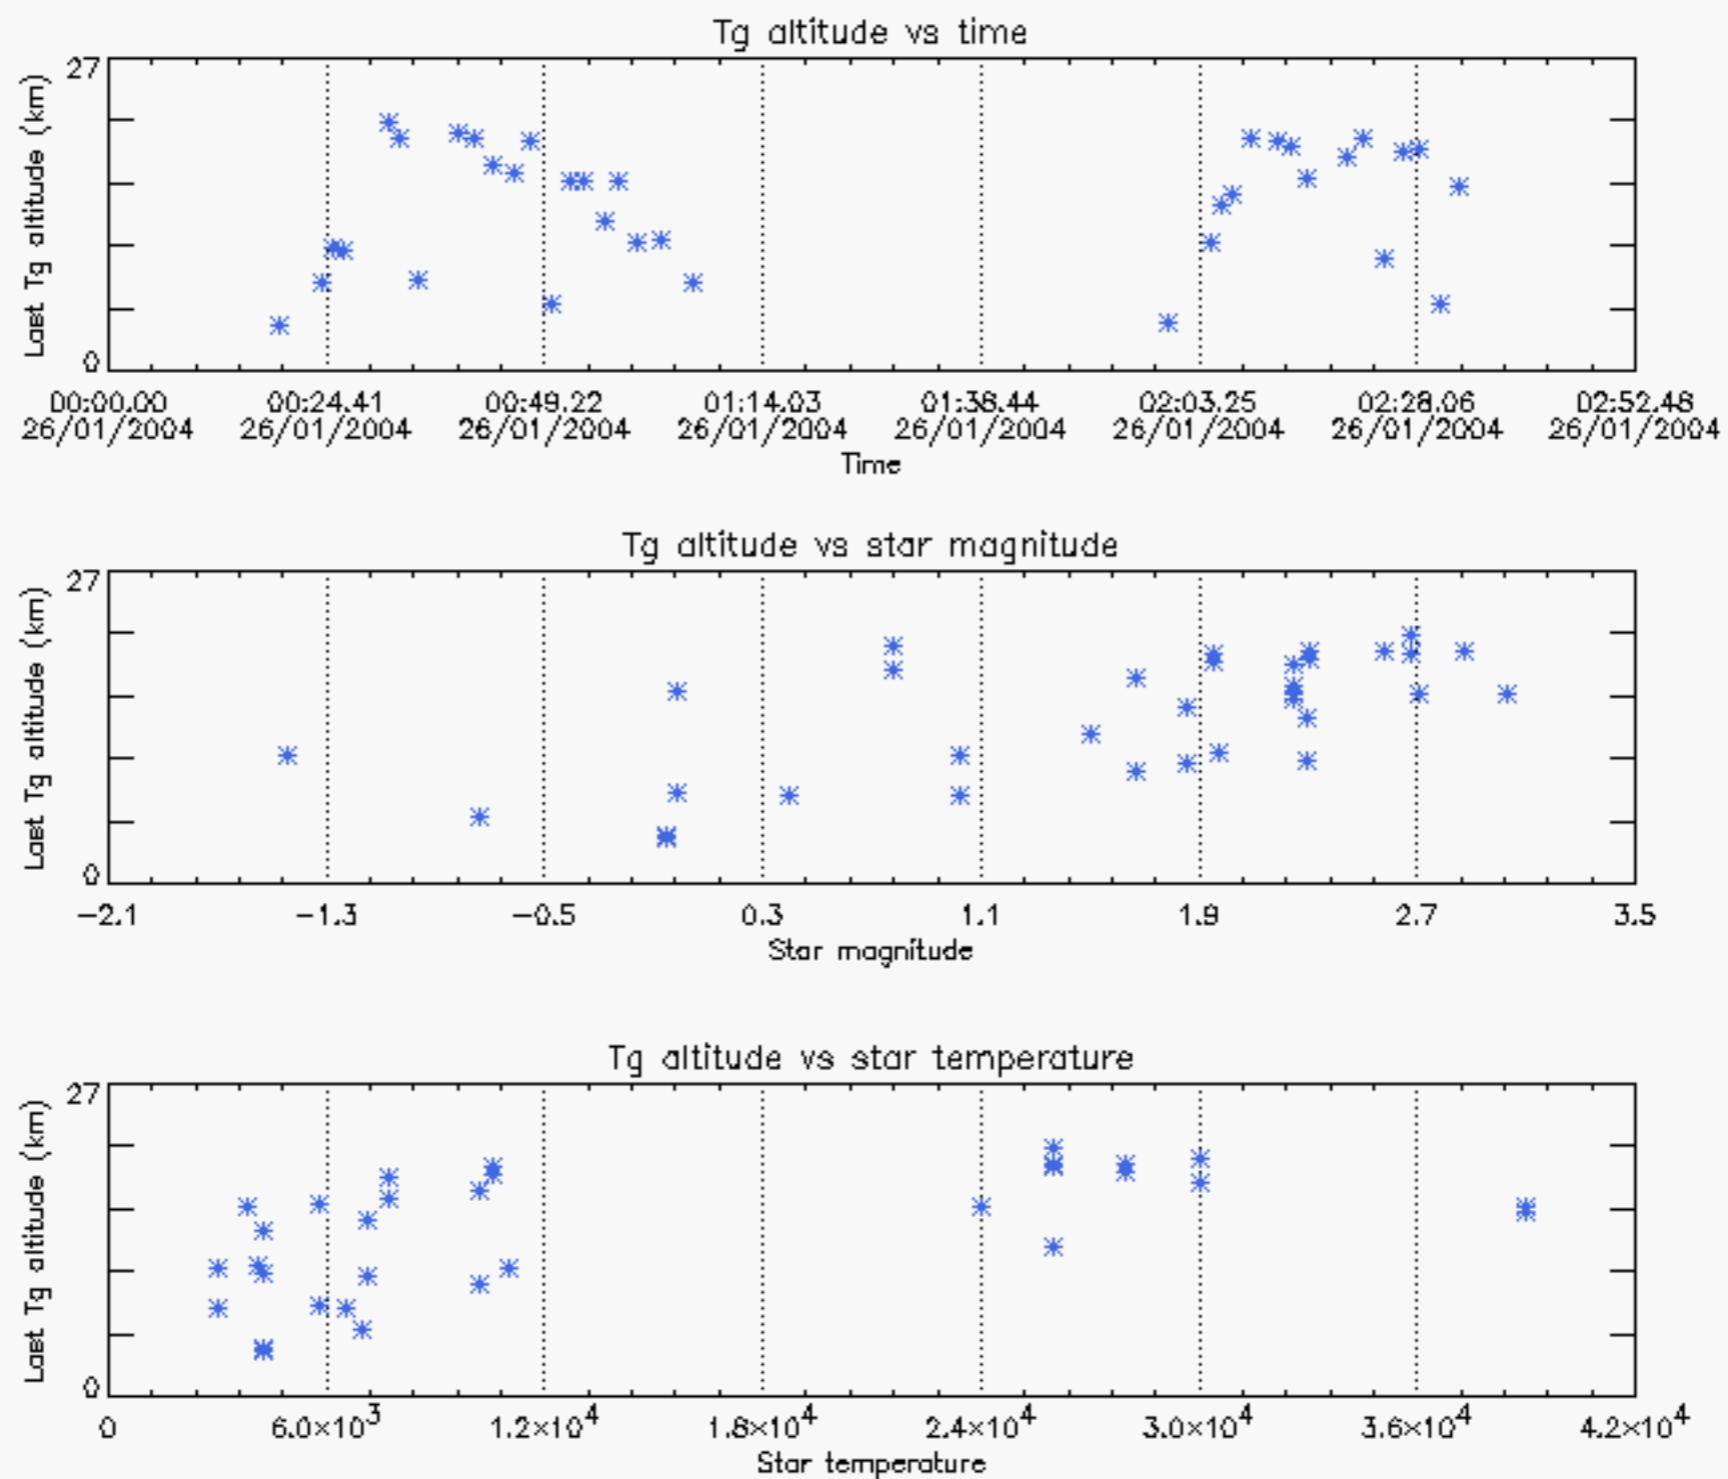 Tg altitude vs time
27
Last Tg altitude (km)
0
00:00.00 00:24.41 00:49.22 01:14.03 01:38.44 02:03.25 02:28.06 02:52.48
26/01/2004 26/01/2004 26/01/2004 26/01/2004 26/01/2004 26/01/2004 26/01/2004 26/01/2004
Time
Tg altitude vs star magnitude
27
Last Tg altitude (km)
0
−2.1 −1.3 −0.5 0.3 1.1 1.9 2.7 3.5
Star magnitude
Tg altitude vs star temperature
27
Last Tg altitude (km)
0
0 6.0×10³ 1.2×10⁴ 1.8×10⁴ 2.4×10⁴ 3.0×10⁴ 3.6×10⁴ 4.2×10⁴
Star temperature